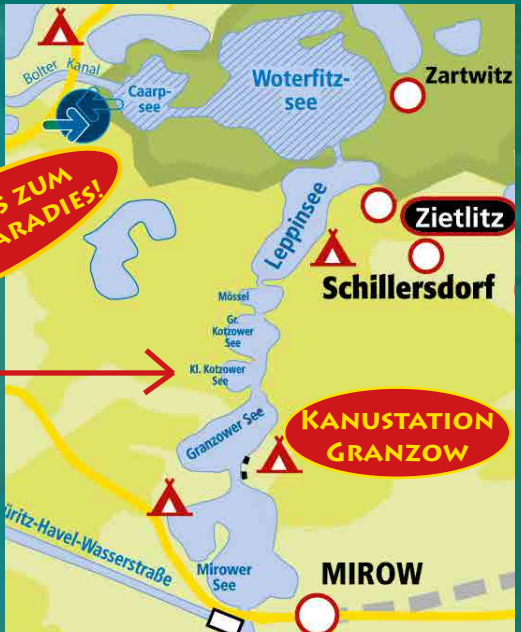 Bolter Kanal
Caarp-
see
Woterfitz-
see
Zartwitz
ZUM
PARADIES!
Leppinsee
Zietlitz
Schillersdorf
Mössel
Gr.
Kotzower
See
Kl. Kotzower
See
Granzower See
KANUSTATION
GRANZOW
üritz-Havel-Wasserstraße
Mirower
See
MIROW